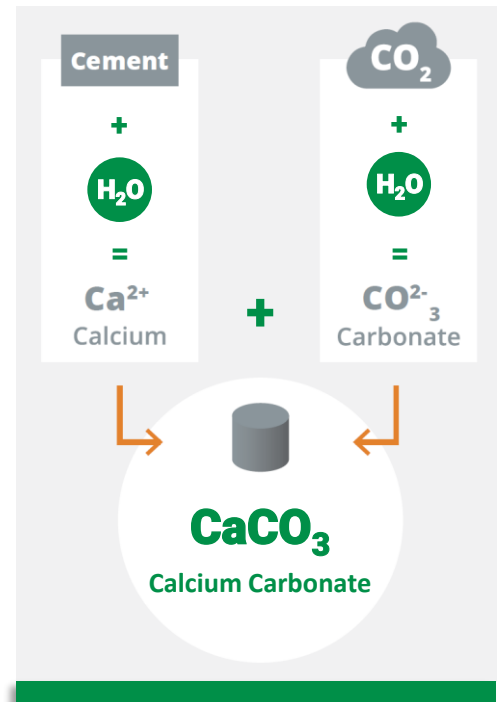 Cement
+
H₂O
=
Ca²⁺
Calcium
+
CO₂
+
H₂O
=
CO²⁻₃
Carbonate
CaCO₃
Calcium Carbonate